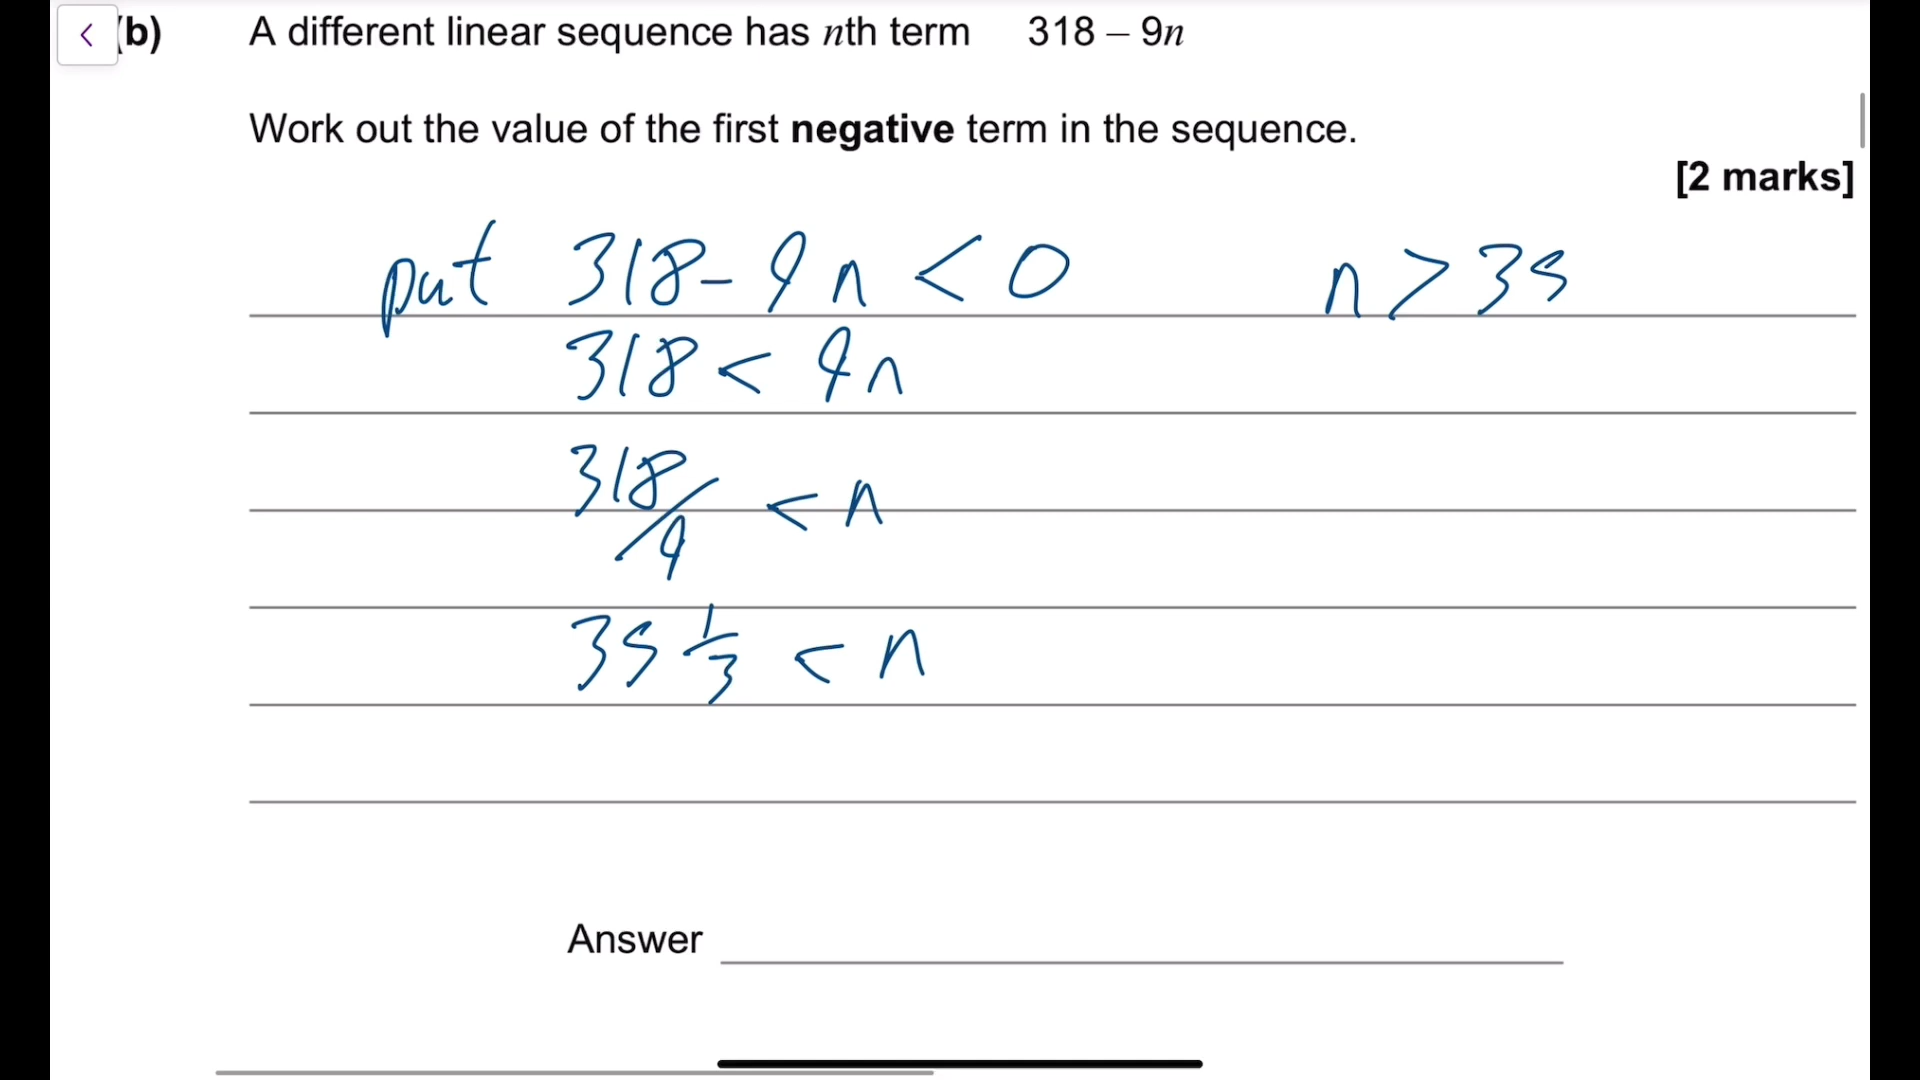 (b) A different linear sequence has nth term 318 – 9n
Work out the value of the first negative term in the sequence.
[2 marks]
put 318 - 9n < 0 n > 35
318 < 9n
318/9 < n
35 1/3 < n
Answer